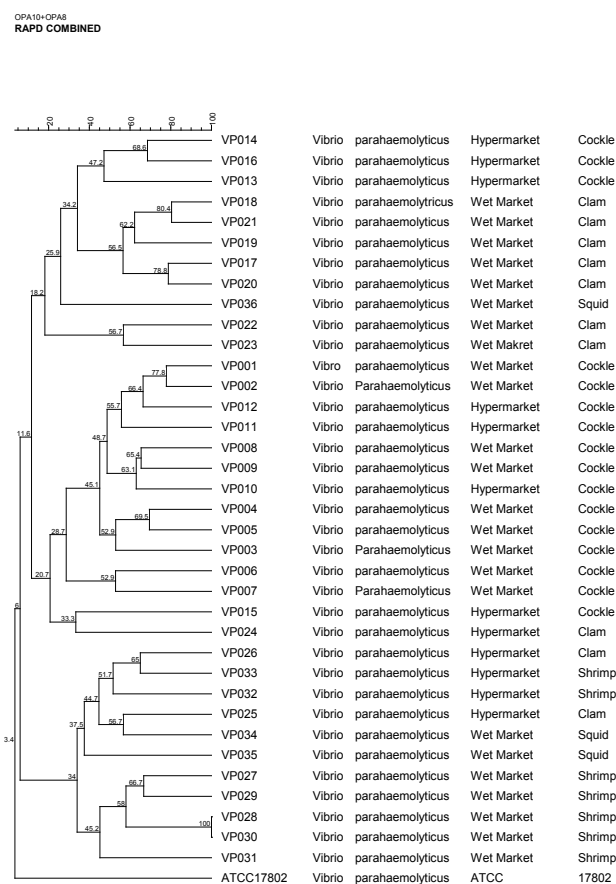 OPA10+OPA8
RAPD COMBINED
20 40 60 80 100
VP014 Vibrio parahaemolyticus Hypermarket Cockle
68.6
VP016 Vibrio parahaemolyticus Hypermarket Cockle
47.2
VP013 Vibrio parahaemolyticus Hypermarket Cockle
34.2
VP018 Vibrio parahaemolytricus Wet Market Clam
80.4
VP021 Vibrio parahaemolyticus Wet Market Clam
62.2
VP019 Vibrio parahaemolyticus Wet Market Clam
56.5
25.9
VP017 Vibrio parahaemolyticus Wet Market Clam
78.8
VP020 Vibrio parahaemolyticus Wet Market Clam
18.2
VP036 Vibrio parahaemolyticus Wet Market Squid
VP022 Vibrio parahaemolyticus Wet Market Clam
56.7
VP023 Vibrio parahaemolyticus Wet Makret Clam
VP001 Vibro parahaemolyticus Wet Market Cockle
77.8
VP002 Vibrio Parahaemolyticus Wet Market Cockle
66.4
VP012 Vibrio parahaemolyticus Hypermarket Cockle
55.7
VP011 Vibrio parahaemolyticus Hypermarket Cockle
11.6
48.7
VP008 Vibrio parahaemolyticus Wet Market Cockle
65.4
VP009 Vibrio parahaemolyticus Wet Market Cockle
63.1
45.1
VP010 Vibrio parahaemolyticus Hypermarket Cockle
VP004 Vibrio parahaemolyticus Wet Market Cockle
69.5
VP005 Vibrio parahaemolyticus Wet Market Cockle
28.7 52.9
VP003 Vibrio Parahaemolyticus Wet Market Cockle
VP006 Vibrio parahaemolyticus Wet Market Cockle
20.7 52.9
VP007 Vibrio Parahaemolyticus Wet Market Cockle
6
VP015 Vibrio parahaemolyticus Hypermarket Cockle
33.3
VP024 Vibrio parahaemolyticus Hypermarket Clam
VP026 Vibrio parahaemolyticus Hypermarket Clam
65
VP033 Vibrio parahaemolyticus Hypermarket Shrimp
51.7
VP032 Vibrio parahaemolyticus Hypermarket Shrimp
44.7
VP025 Vibrio parahaemolyticus Hypermarket Clam
56.7
37.5
VP034 Vibrio parahaemolyticus Wet Market Squid
3.4
VP035 Vibrio parahaemolyticus Wet Market Squid
34
VP027 Vibrio parahaemolyticus Wet Market Shrimp
66.7
VP029 Vibrio parahaemolyticus Wet Market Shrimp
58
VP028 Vibrio parahaemolyticus Wet Market Shrimp
100
45.2
VP030 Vibrio parahaemolyticus Wet Market Shrimp
VP031 Vibrio parahaemolyticus Wet Market Shrimp
ATCC17802 Vibrio parahaemolyticus ATCC 17802